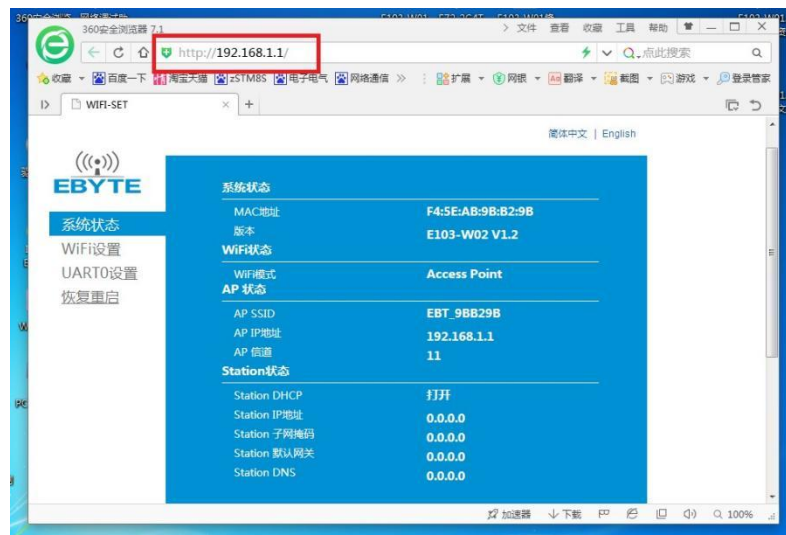 360安全浏览器 7.1
文件 查看 收藏 工具 帮助
http://192.168.1.1/
点此搜索
收藏 百度一下 淘宝天猫 zSTM8S 电子电气 网络通信 » 扩展 网银 翻译 截图 游戏 登录管家
WIFI-SET
简体中文 | English
EBYTE
系统状态
WiFi设置
UART0设置
恢复重启
系统状态
MAC地址 F4:5E:AB:9B:B2:9B
版本 E103-W02 V1.2
WiFi状态
WiFi模式 Access Point
AP 状态
AP SSID EBT_9BB29B
AP IP地址 192.168.1.1
AP 信道 11
Station状态
Station DHCP 打开
Station IP地址 0.0.0.0
Station 子网掩码 0.0.0.0
Station 默认网关 0.0.0.0
Station DNS 0.0.0.0
加速器 下载 100%